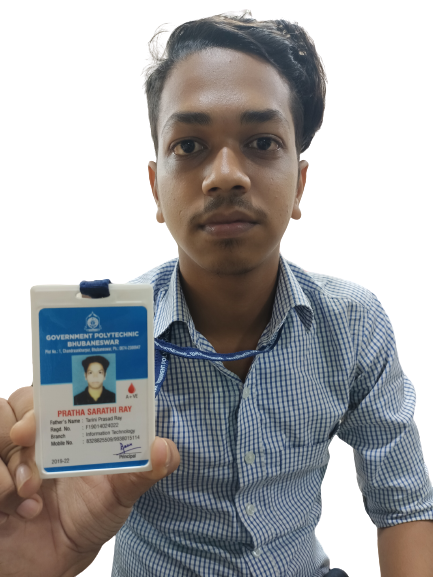 GOVERNMENT POLYTECHNIC
BHUBANESWAR
A+ VE
PRATHA SARATHI RAY
Father's Name : Tarini Prasad Ray
Regd. No. : F19014024022
Branch : Information Technology
Mobile No. :
2019-22
Principal